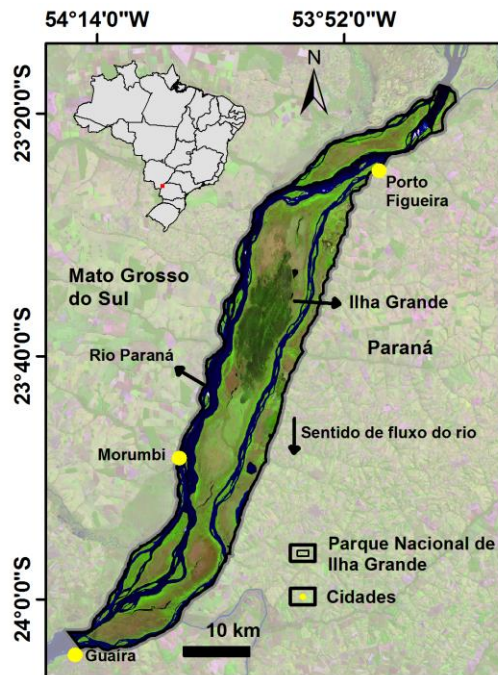 54°14'0"W
53°52'0"W
N
23°20'0"S
Porto
Figueira
Mato Grosso
do Sul
Ilha Grande
Paraná
Rio Paraná
23°40'0"S
Sentido de fluxo do rio
Morumbi
Parque Nacional de
Ilha Grande
Cidades
24°0'0"S
10 km
Guaíra